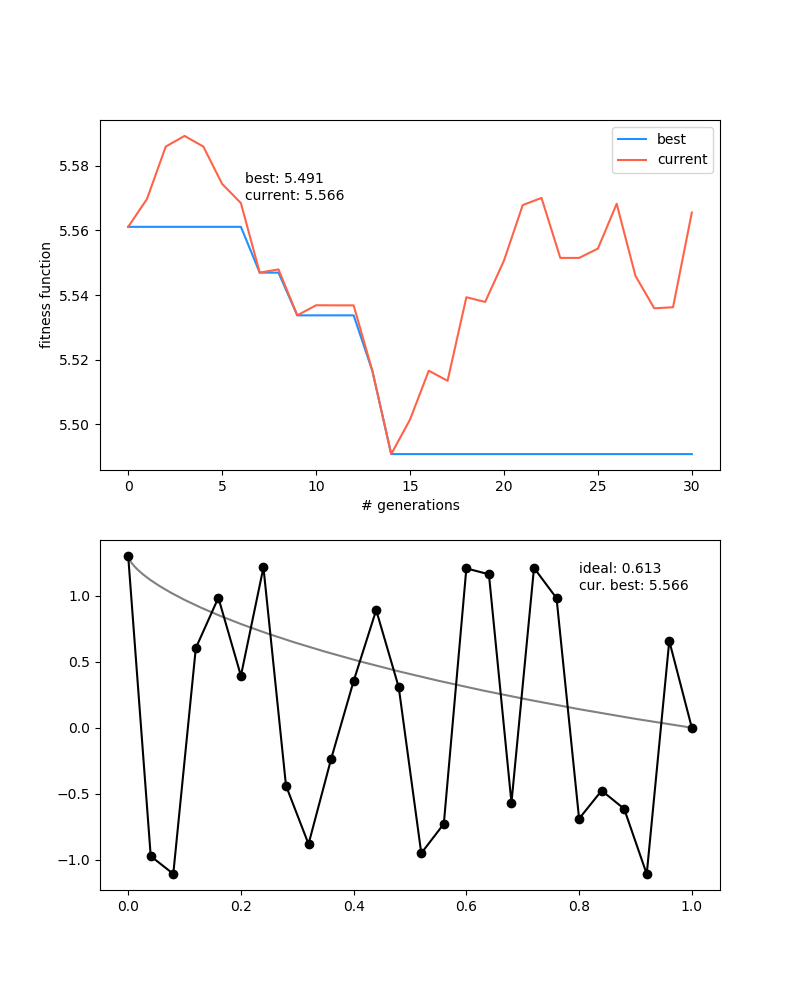 best
current
best: 5.491
current: 5.566
5.58
5.56
5.54
5.52
5.50
fitness function
0 5 10 15 20 25 30
# generations
ideal: 0.613
cur. best: 5.566
1.0
0.5
0.0
−0.5
−1.0
0.0 0.2 0.4 0.6 0.8 1.0